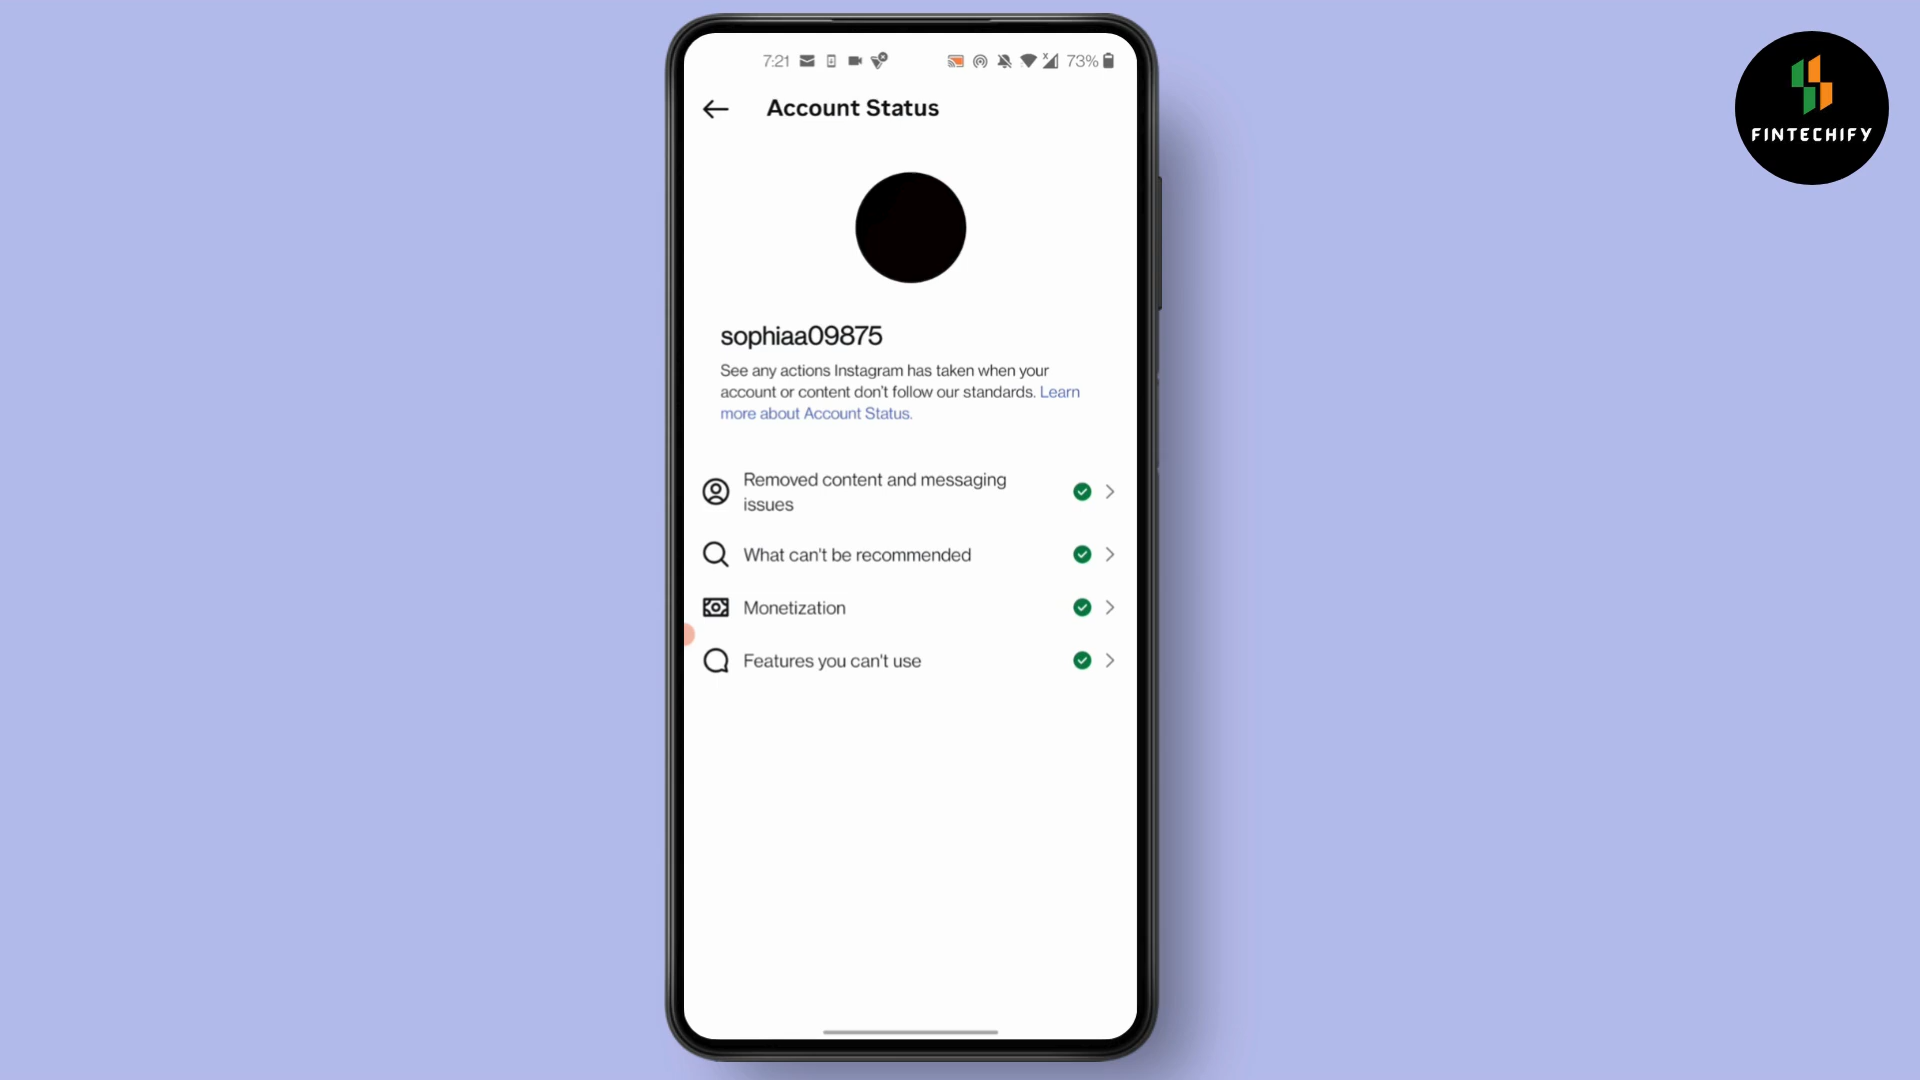 7:21 73%
Account Status
FINTECHIFY
sophiaa09875
See any actions Instagram has taken when your
account or content don't follow our standards. Learn
more about Account Status.
Removed content and messaging
issues
What can't be recommended
Monetization
Features you can't use